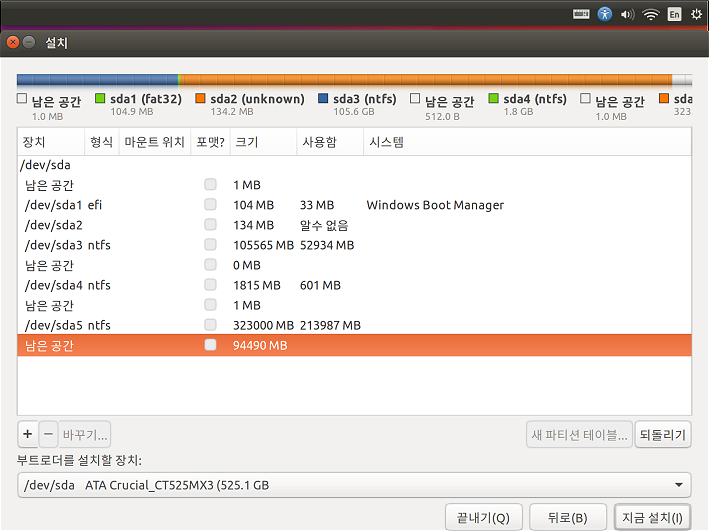 En
설치
남은 공간 sda1 (fat32) sda2 (unknown) sda3 (ntfs) 남은 공간 sda4 (ntfs) 남은 공간 sda
1.0 MB 104.9 MB 134.2 MB 105.6 GB 512.0 B 1.8 GB 1.0 MB 323
장치 형식 마운트 위치 포맷? 크기 사용함 시스템
/dev/sda
남은 공간 1 MB
/dev/sda1 efi 104 MB 33 MB Windows Boot Manager
/dev/sda2 134 MB 알수 없음
/dev/sda3 ntfs 105565 MB 52934 MB
남은 공간 0 MB
/dev/sda4 ntfs 1815 MB 601 MB
남은 공간 1 MB
/dev/sda5 ntfs 323000 MB 213987 MB
남은 공간 94490 MB
+ − 바꾸기... 새 파티션 테이블... 되돌리기
부트로더를 설치할 장치:
/dev/sda ATA Crucial_CT525MX3 (525.1 GB
끝내기(Q) 뒤로(B) 지금 설치(I)